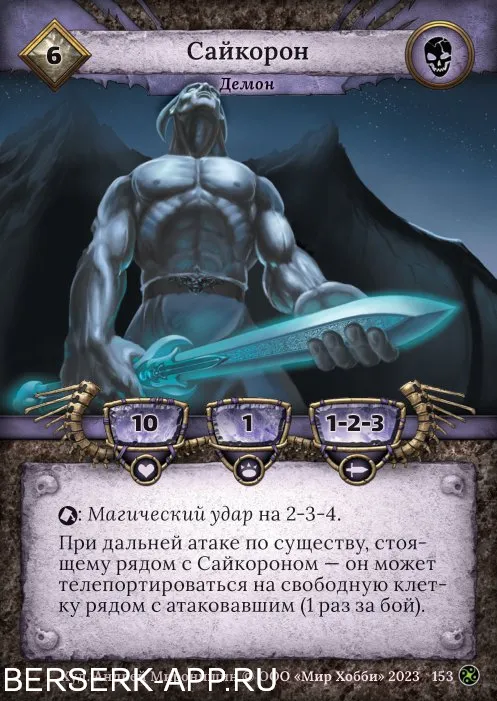 6
Сайкорон
Демон
10
1
1-2-3
: Магический удар на 2-3-4.
При дальней атаке по существу, стоя-
щему рядом с Сайкороном — он может
телепортироваться на свободную клет-
ку рядом с атаковавшим (1 раз за бой).
© ООО «Мир Хобби» 2023 153
BERSERK-APP.RU